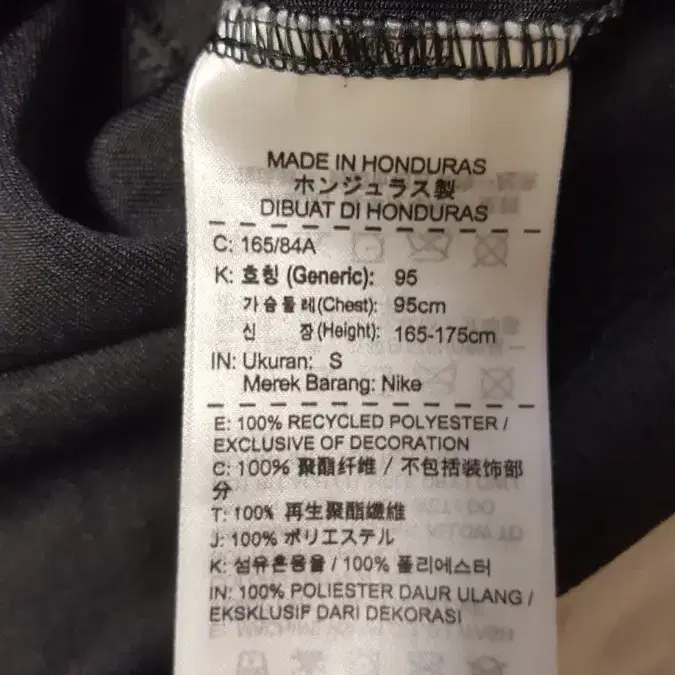 MADE IN HONDURAS
ホンジュラス製
DIBUAT DI HONDURAS
C: 165/84A
K: 호칭 (Generic): 95
가슴둘레(Chest): 95cm
신 장(Height): 165-175cm
IN: Ukuran: S
Merek Barang: Nike
E: 100% RECYCLED POLYESTER /
EXCLUSIVE OF DECORATION
C: 100% 聚酯纤维 / 不包括装饰部
分
T: 100% 再生聚酯纖維
J: 100% ポリエステル
K: 섬유혼용율 / 100% 폴리에스터
IN: 100% POLIESTER DAUR ULANG /
EKSKLUSIF DARI DEKORASI